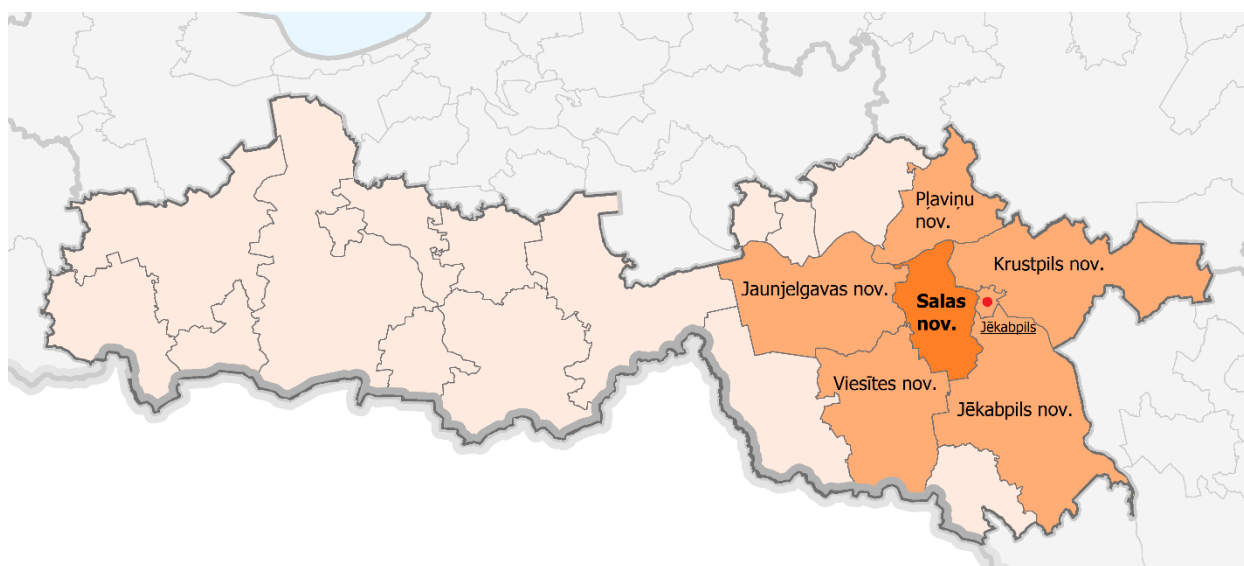 Pļaviņu
nov.
Krustpils nov.
Jaunjelgavas nov.
Salas
nov.
Jēkabpils
Viesītes nov.
Jēkabpils nov.